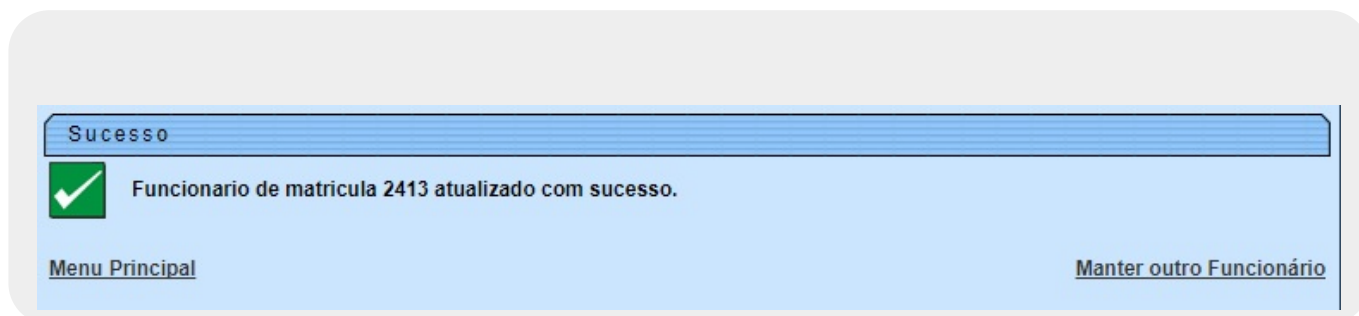 Sucesso
Funcionario de matricula 2413 atualizado com sucesso.
Menu Principal
Manter outro Funcionário